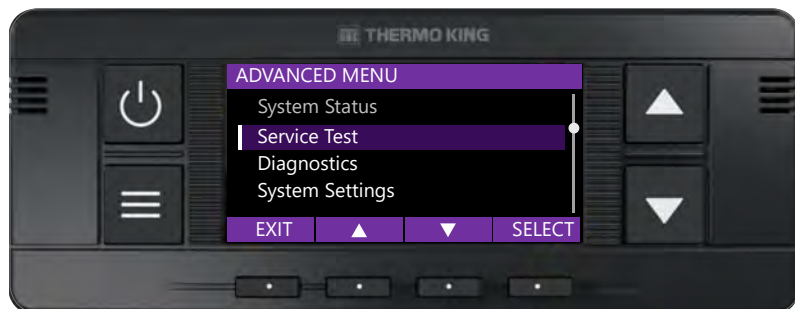 THERMO KING
ADVANCED MENU
System Status
Service Test
Diagnostics
System Settings
EXIT ▲ ▼ SELECT